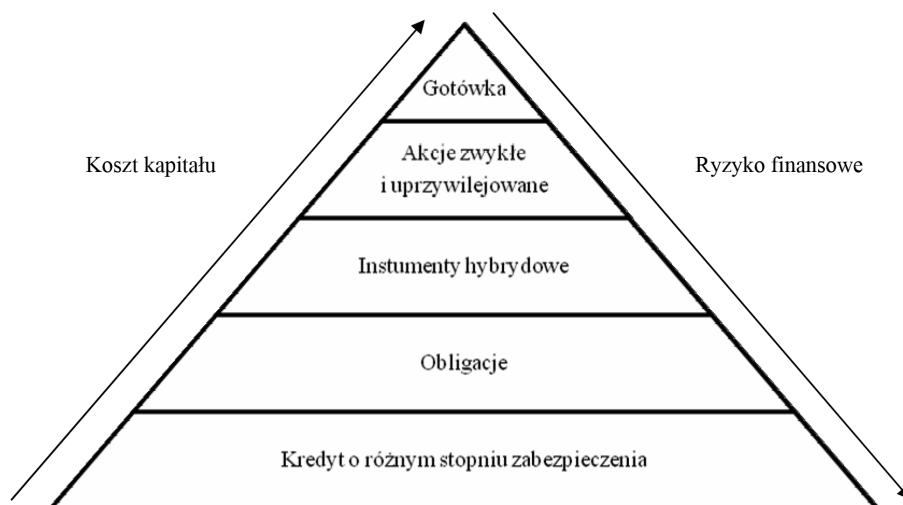 Gotówka
Koszt kapitału
Akcje zwykłe
i uprzywilejowane
Ryzyko finansowe
Instumenty hybrydowe
Obligacje
Kredyt o różnym stopniu zabezpieczenia